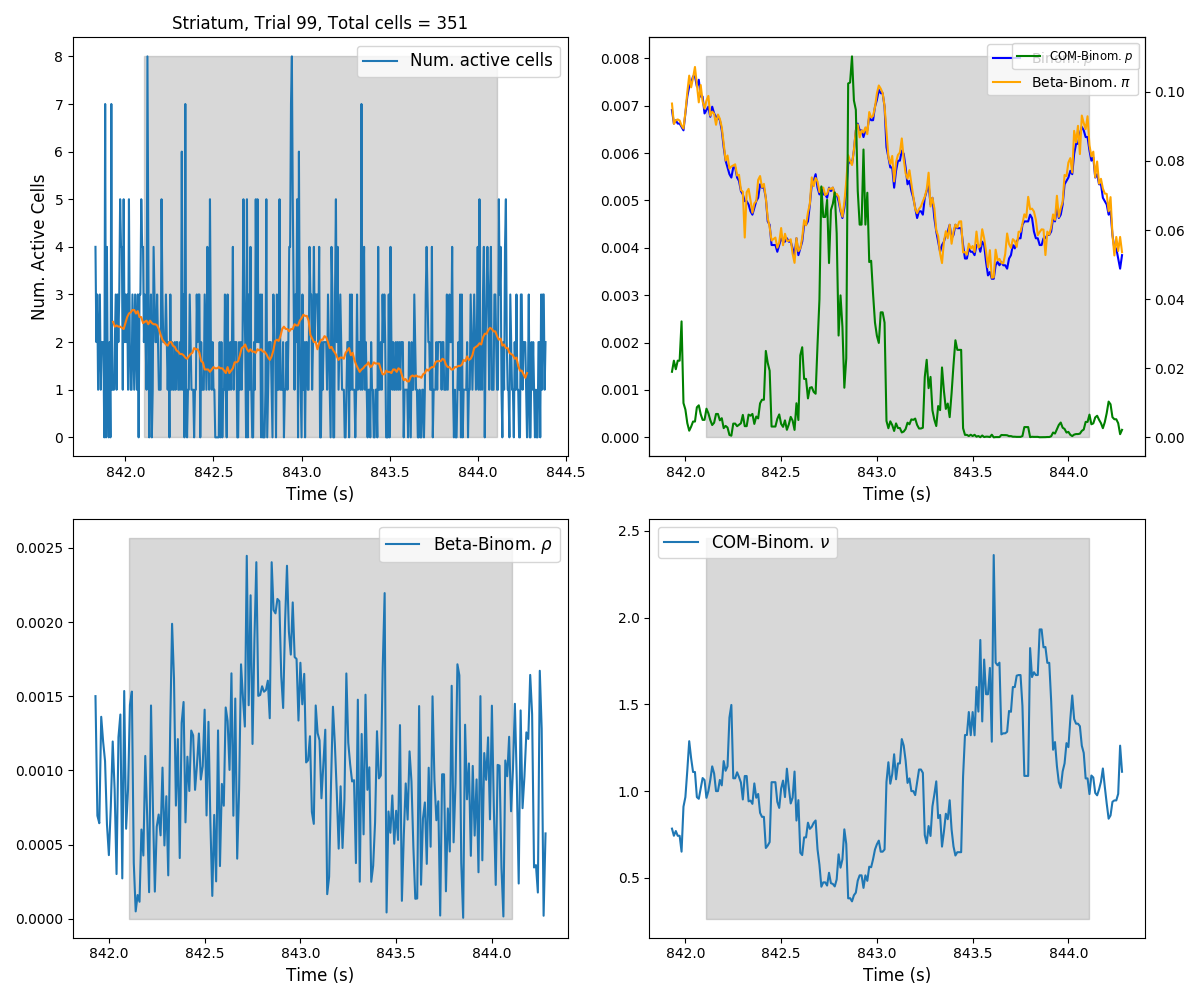 Striatum, Trial 99, Total cells = 351
Num. active cells
Num. Active Cells
8
7
6
5
4
3
2
1
0
842.0 842.5 843.0 843.5 844.0 844.5
Time (s)
COM-Binom. p
Binom. p
Beta-Binom. π
0.008
0.007
0.006
0.005
0.004
0.003
0.002
0.001
0.000
0.10
0.08
0.06
0.04
0.02
0.00
842.0 842.5 843.0 843.5 844.0
Time (s)
Beta-Binom. ρ
0.0025
0.0020
0.0015
0.0010
0.0005
0.0000
842.0 842.5 843.0 843.5 844.0
Time (s)
COM-Binom. ν
2.5
2.0
1.5
1.0
0.5
842.0 842.5 843.0 843.5 844.0
Time (s)